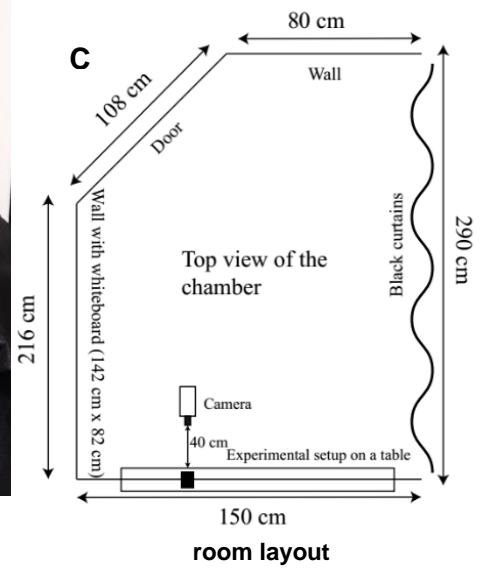 C
80 cm
Wall
108 cm
Door
Wall with whiteboard (142 cm x 82 cm)
216 cm
Top view of the
chamber
Black curtains
290 cm
Camera
40 cm
Experimental setup on a table
150 cm
room layout